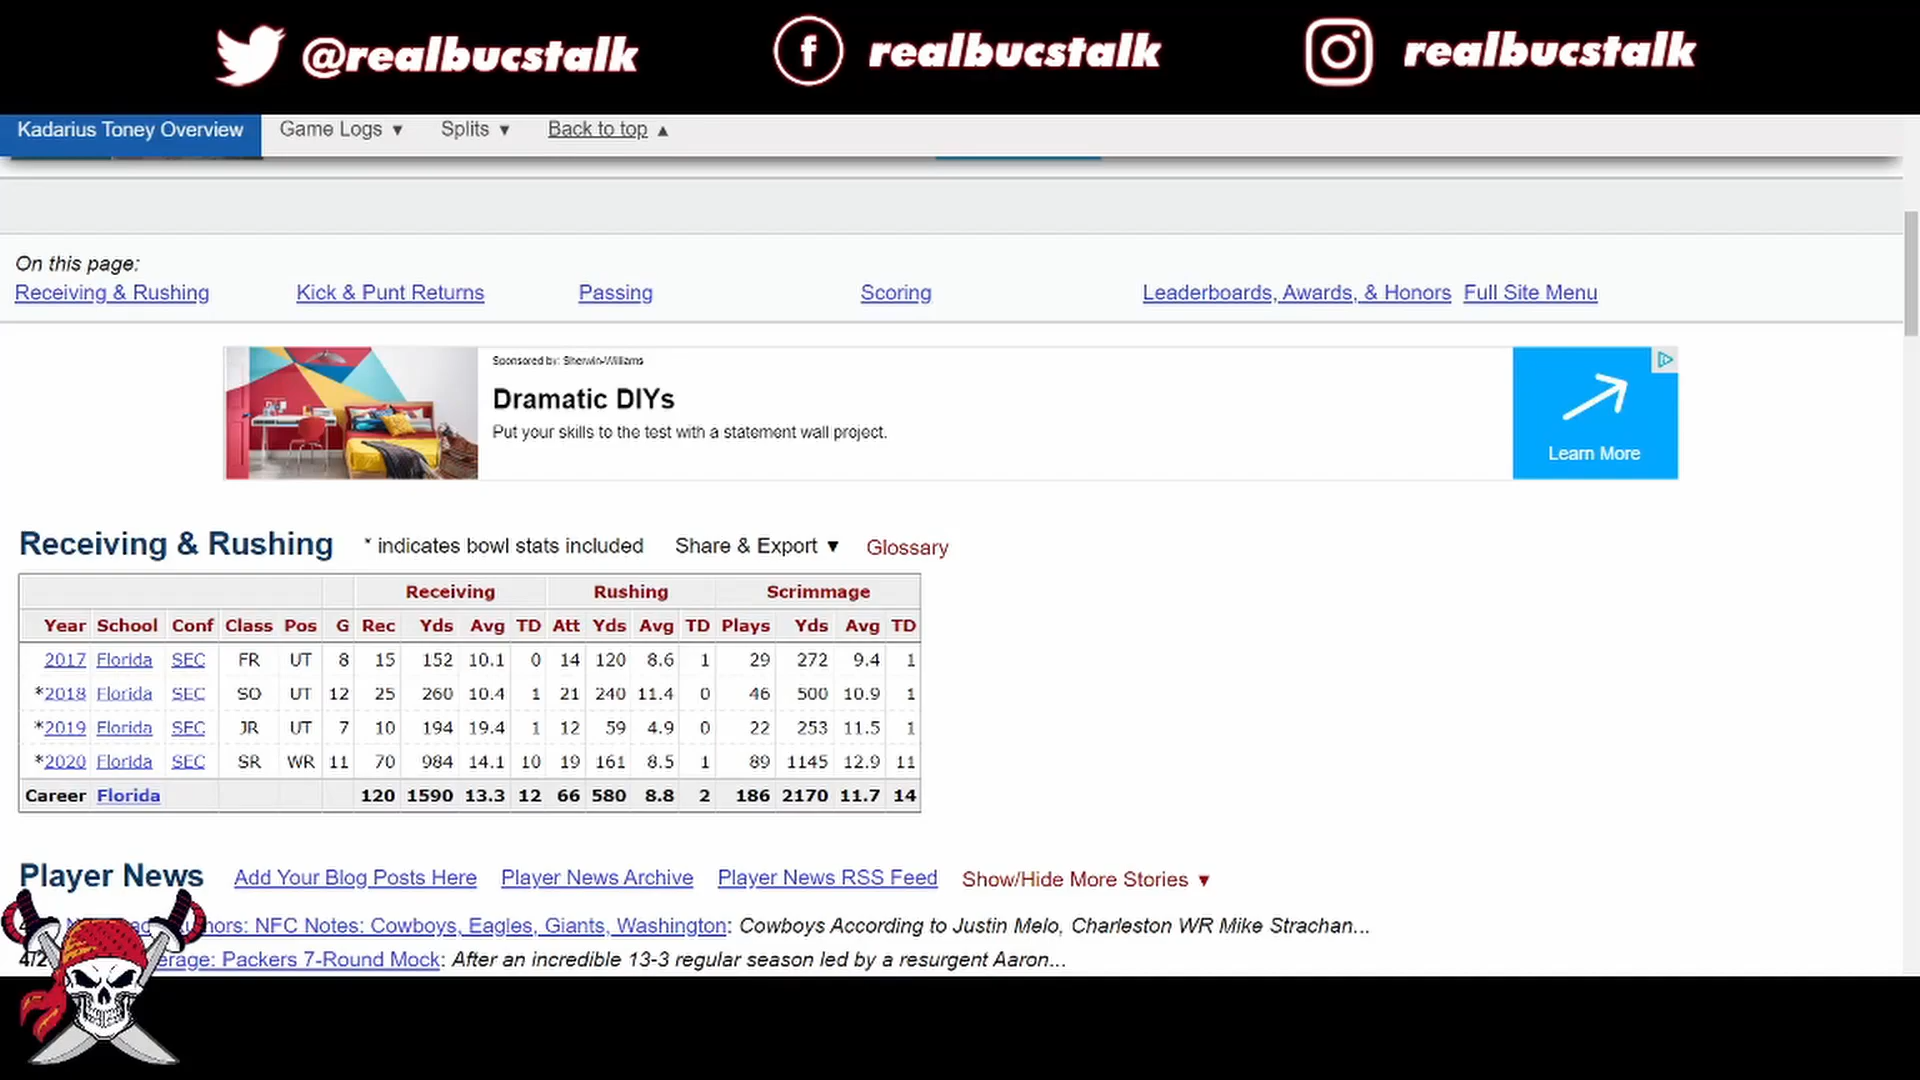 @realbucstalk realbucstalk realbucstalk
Kadarius Toney Overview Game Logs ▼ Splits ▼ Back to top ▲
On this page:
Receiving & Rushing Kick & Punt Returns Passing Scoring Leaderboards, Awards, & Honors Full Site Menu
Sponsored by: Sherwin-Williams
Dramatic DIYs
Put your skills to the test with a statement wall project.
Learn More
Receiving & Rushing * indicates bowl stats included Share & Export ▼ Glossary
Receiving Rushing Scrimmage
Year School Conf Class Pos G Rec Yds Avg TD Att Yds Avg TD Plays Yds Avg TD
2017 Florida SEC FR UT 8 15 152 10.1 0 14 120 8.6 1 29 272 9.4 1
*2018 Florida SEC SO UT 12 25 260 10.4 1 21 240 11.4 0 46 500 10.9 1
*2019 Florida SEC JR UT 7 10 194 19.4 1 12 59 4.9 0 22 253 11.5 1
*2020 Florida SEC SR WR 11 70 984 14.1 10 19 161 8.5 1 89 1145 12.9 11
Career Florida 120 1590 13.3 12 66 580 8.8 2 186 2170 11.7 14
Player News Add Your Blog Posts Here Player News Archive Player News RSS Feed Show/Hide More Stories ▼
NFC Notes: Cowboys, Eagles, Giants, Washington: Cowboys According to Justin Melo, Charleston WR Mike Strachan...
Packers 7-Round Mock: After an incredible 13-3 regular season led by a resurgent Aaron...